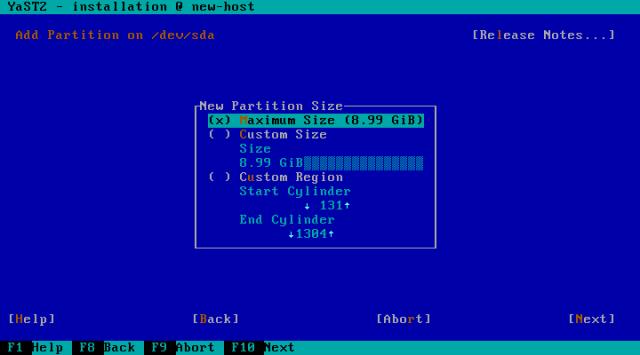 YaST2 - installation @ new-host
Add Partition on /dev/sda [Release Notes...]
New Partition Size
(x) Maximum Size (8.99 GiB)
( ) Custom Size
Size
8.99 GiB
( ) Custom Region
Start Cylinder
↓ 131↑
End Cylinder
↓1304↑
[Help] [Back] [Abort] [Next]
F1 Help F8 Back F9 Abort F10 Next